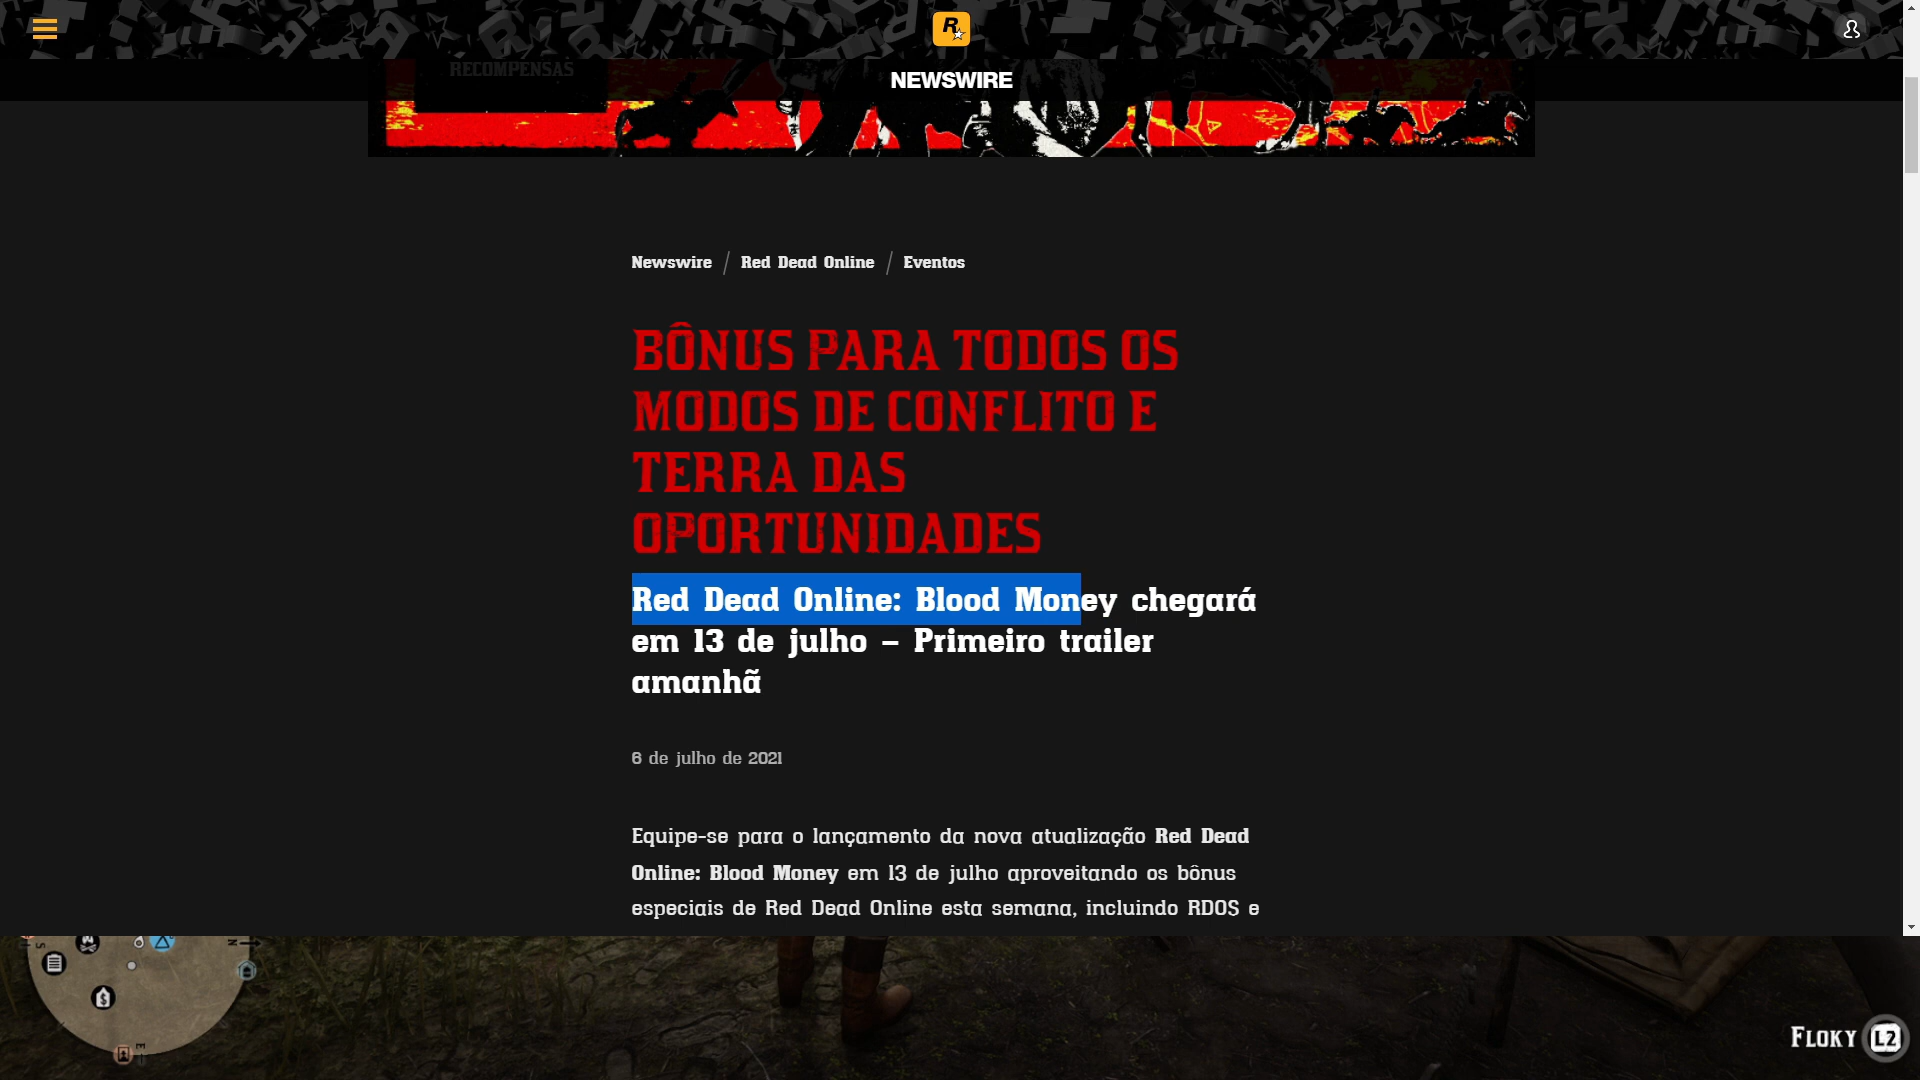 RECOMPENSAS
NEWSWIRE
Newswire / Red Dead Online / Eventos
BÔNUS PARA TODOS OS
MODOS DE CONFLITO E
TERRA DAS
OPORTUNIDADES
Red Dead Online: Blood Money chegará
em 13 de julho – Primeiro trailer
amanhã
6 de julho de 2021
Equipe-se para o lançamento da nova atualização Red Dead
Online: Blood Money em 13 de julho aproveitando os bônus
especiais de Red Dead Online esta semana, incluindo RDO$ e
S
N
E
FLOKY L2